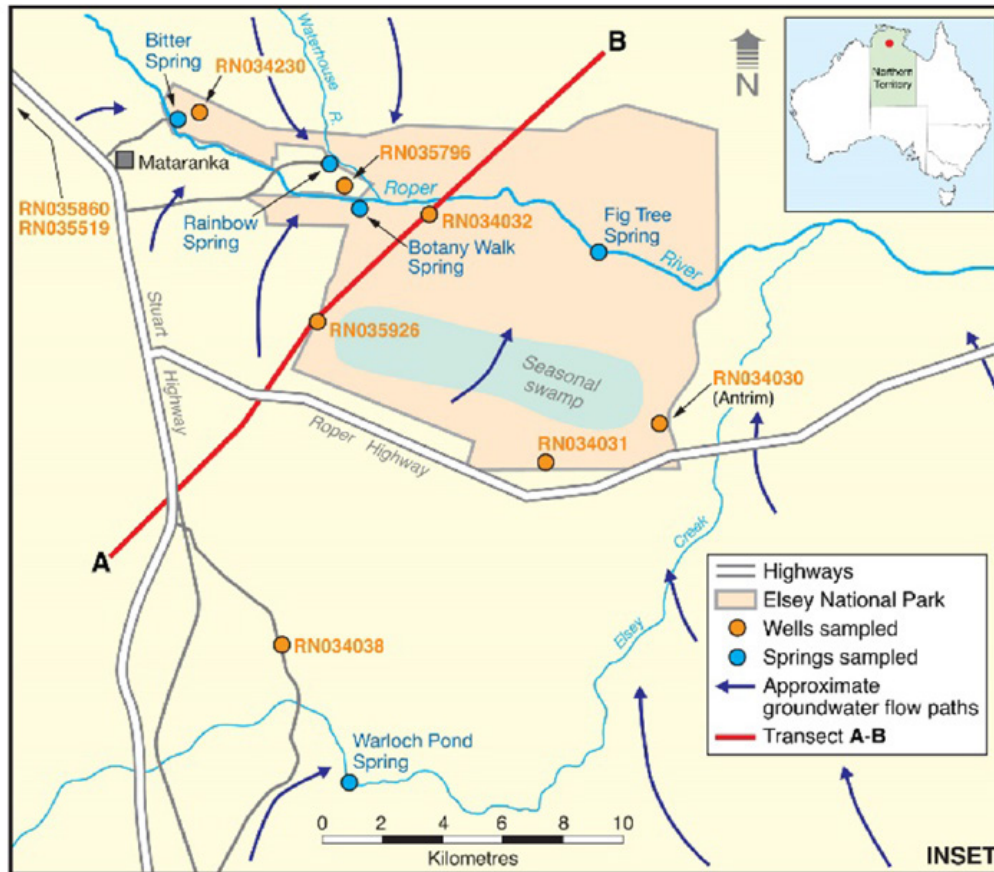 Bitter
Spring
RN034230
Waterhouse
R.
B
N
Northern
Territory
Mataranka
RN035796
Roper
RN035860
RN035519
Rainbow
Spring
RN034032
Botany Walk
Spring
Fig Tree
Spring
River
Stuart
Highway
RN035926
Seasonal
swamp
RN034030
(Antrim)
Roper Highway
RN034031
A
Elsey
Creek
RN034038
Warloch Pond
Spring
Highways
Elsey National Park
Wells sampled
Springs sampled
Approximate
groundwater flow paths
Transect A-B
0 2 4 6 8 10
Kilometres
INSET